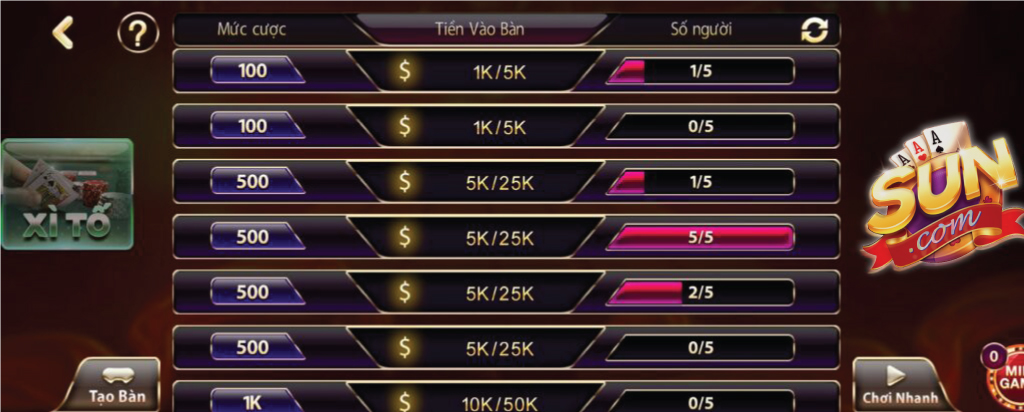 ?
Mức cược Tiền Vào Bàn Số người
100 $ 1K/5K 1/5
100 $ 1K/5K 0/5
500 $ 5K/25K 1/5
500 $ 5K/25K 5/5
500 $ 5K/25K 2/5
500 $ 5K/25K 0/5
1K $ 10K/50K 0/5
XÌ TỐ
A A A
SUN
.com
Tạo Bàn
Chơi Nhanh
0